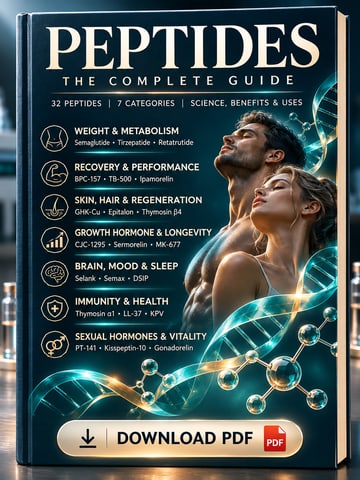 PEPTIDES
THE COMPLETE GUIDE
32 PEPTIDES | 7 CATEGORIES | SCIENCE, BENEFITS & USES
WEIGHT & METABOLISM
Semaglutide • Tirzepatide • Retatrutide
RECOVERY & PERFORMANCE
BPC-157 • TB-500 • Ipamorelin
SKIN, HAIR & REGENERATION
GHK-Cu • Epitalon • Thymosin β4
GROWTH HORMONE & LONGEVITY
CJC-1295 • Sermorelin • MK-677
BRAIN, MOOD & SLEEP
Selank • Semax • DSIP
IMMUNITY & HEALTH
Thymosin α1 • LL-37 • KPV
SEXUAL HORMONES & VITALITY
PT-141 • Kisspeptin-10 • Gonadorelin
DOWNLOAD PDF
PDF